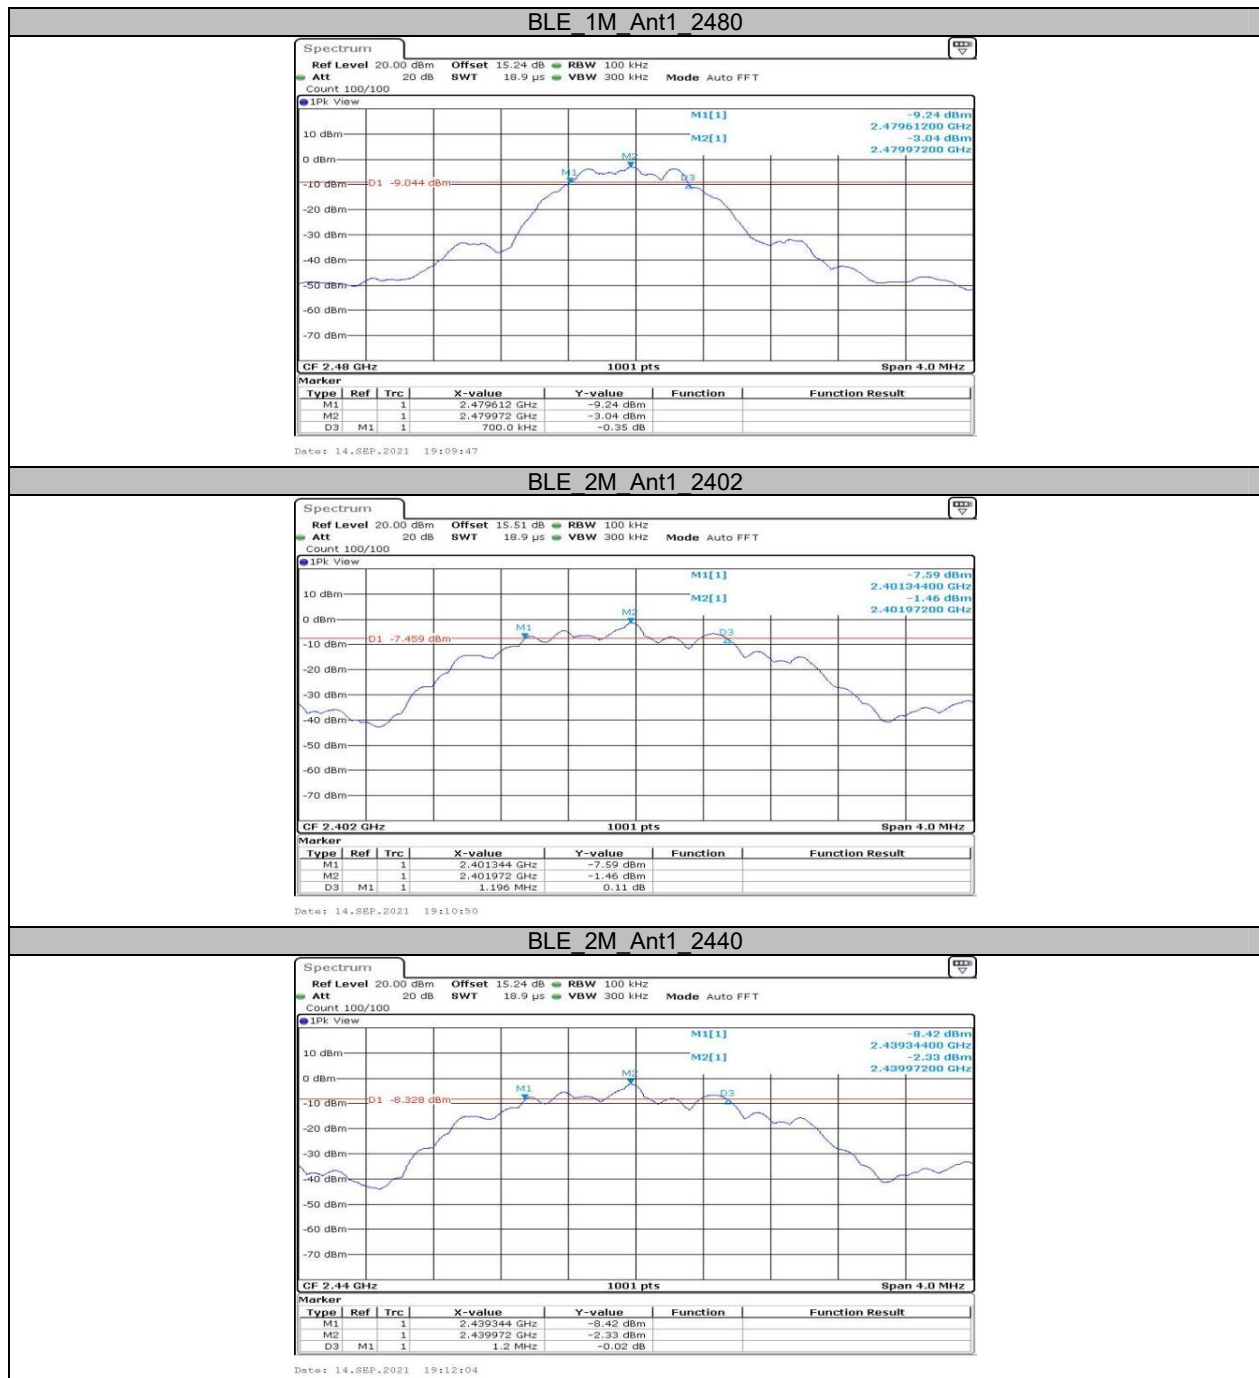 BLE_1M_Ant1_2480
Spectrum
Ref Level 20.00 dBm Offset 15.24 dB RBW 100 kHz
Att 20 dB SWT 18.9 µs VBW 300 kHz Mode Auto FFT
Count 100/100
1Pk View
M1[1] -9.24 dBm
2.47961200 GHz
M2[1] -3.04 dBm
2.47997200 GHz
10 dBm
0 dBm
M2
M1
D3
-10 dBm
D1 -9.044 dBm
-20 dBm
-30 dBm
-40 dBm
-50 dBm
-60 dBm
-70 dBm
CF 2.48 GHz 1001 pts Span 4.0 MHz
Marker
Type Ref Trc X-value Y-value Function Function Result
M1 1 2.479612 GHz -9.24 dBm
M2 1 2.479972 GHz -3.04 dBm
D3 M1 1 700.0 kHz -0.35 dB
Date: 14.SEP.2021 19:09:47
BLE_2M_Ant1_2402
Spectrum
Ref Level 20.00 dBm Offset 15.51 dB RBW 100 kHz
Att 20 dB SWT 18.9 µs VBW 300 kHz Mode Auto FFT
Count 100/100
1Pk View
M1[1] -7.59 dBm
2.40134400 GHz
M2[1] -1.46 dBm
2.40197200 GHz
10 dBm
0 dBm
M2
M1
D3
D1 -7.459 dBm
-10 dBm
-20 dBm
-30 dBm
-40 dBm
-50 dBm
-60 dBm
-70 dBm
CF 2.402 GHz 1001 pts Span 4.0 MHz
Marker
Type Ref Trc X-value Y-value Function Function Result
M1 1 2.401344 GHz -7.59 dBm
M2 1 2.401972 GHz -1.46 dBm
D3 M1 1 1.196 MHz 0.11 dB
Date: 14.SEP.2021 19:10:50
BLE_2M_Ant1_2440
Spectrum
Ref Level 20.00 dBm Offset 15.24 dB RBW 100 kHz
Att 20 dB SWT 18.9 µs VBW 300 kHz Mode Auto FFT
Count 100/100
1Pk View
M1[1] -8.42 dBm
2.43934400 GHz
M2[1] -2.33 dBm
2.43997200 GHz
10 dBm
0 dBm
M2
M1
D3
D1 -8.328 dBm
-10 dBm
-20 dBm
-30 dBm
-40 dBm
-50 dBm
-60 dBm
-70 dBm
CF 2.44 GHz 1001 pts Span 4.0 MHz
Marker
Type Ref Trc X-value Y-value Function Function Result
M1 1 2.439344 GHz -8.42 dBm
M2 1 2.439972 GHz -2.33 dBm
D3 M1 1 1.2 MHz -0.02 dB
Date: 14.SEP.2021 19:12:04